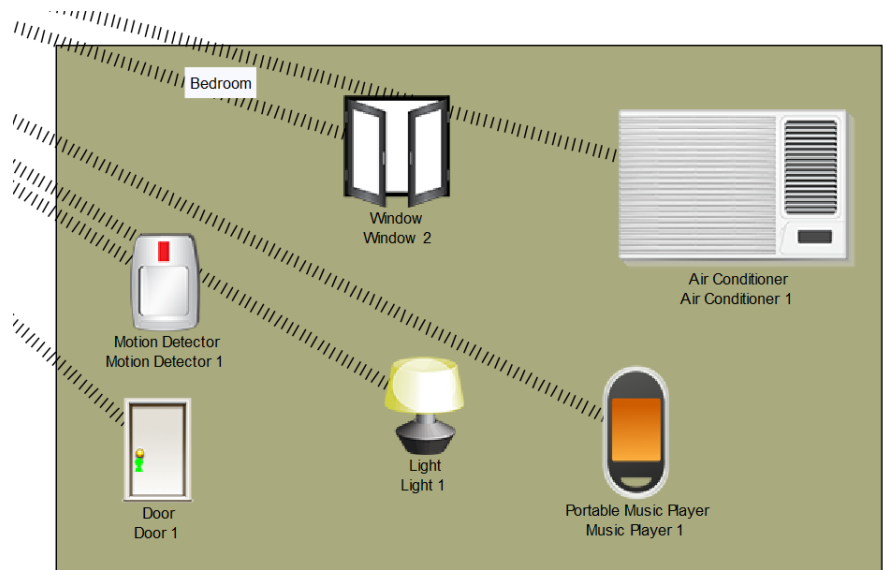 Bedroom
Window
Window 2
Air Conditioner
Air Conditioner 1
Motion Detector
Motion Detector 1
Light
Light 1
Portable Music Player
Music Player 1
Door
Door 1